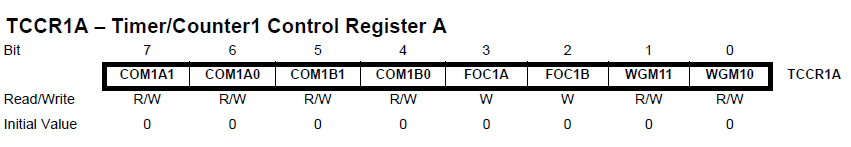 TCCR1A – Timer/Counter1 Control Register A
Bit 7 6 5 4 3 2 1 0
COM1A1 COM1A0 COM1B1 COM1B0 FOC1A FOC1B WGM11 WGM10 TCCR1A
Read/Write R/W R/W R/W R/W W W R/W R/W
Initial Value 0 0 0 0 0 0 0 0